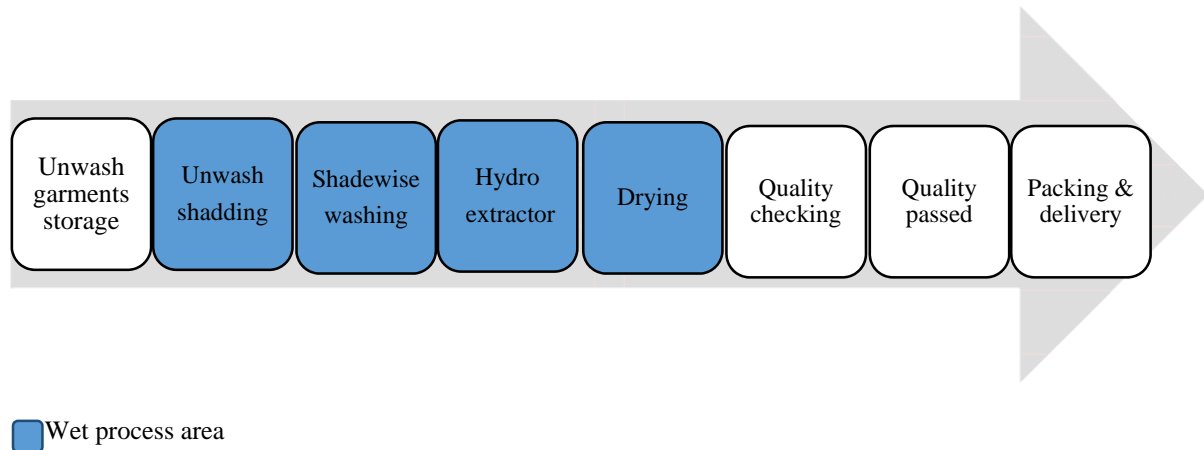 Unwash
garments
storage
Unwash
shadding
Shadewise
washing
Hydro
extractor
Drying
Quality
checking
Quality
passed
Packing &
delivery
Wet process area